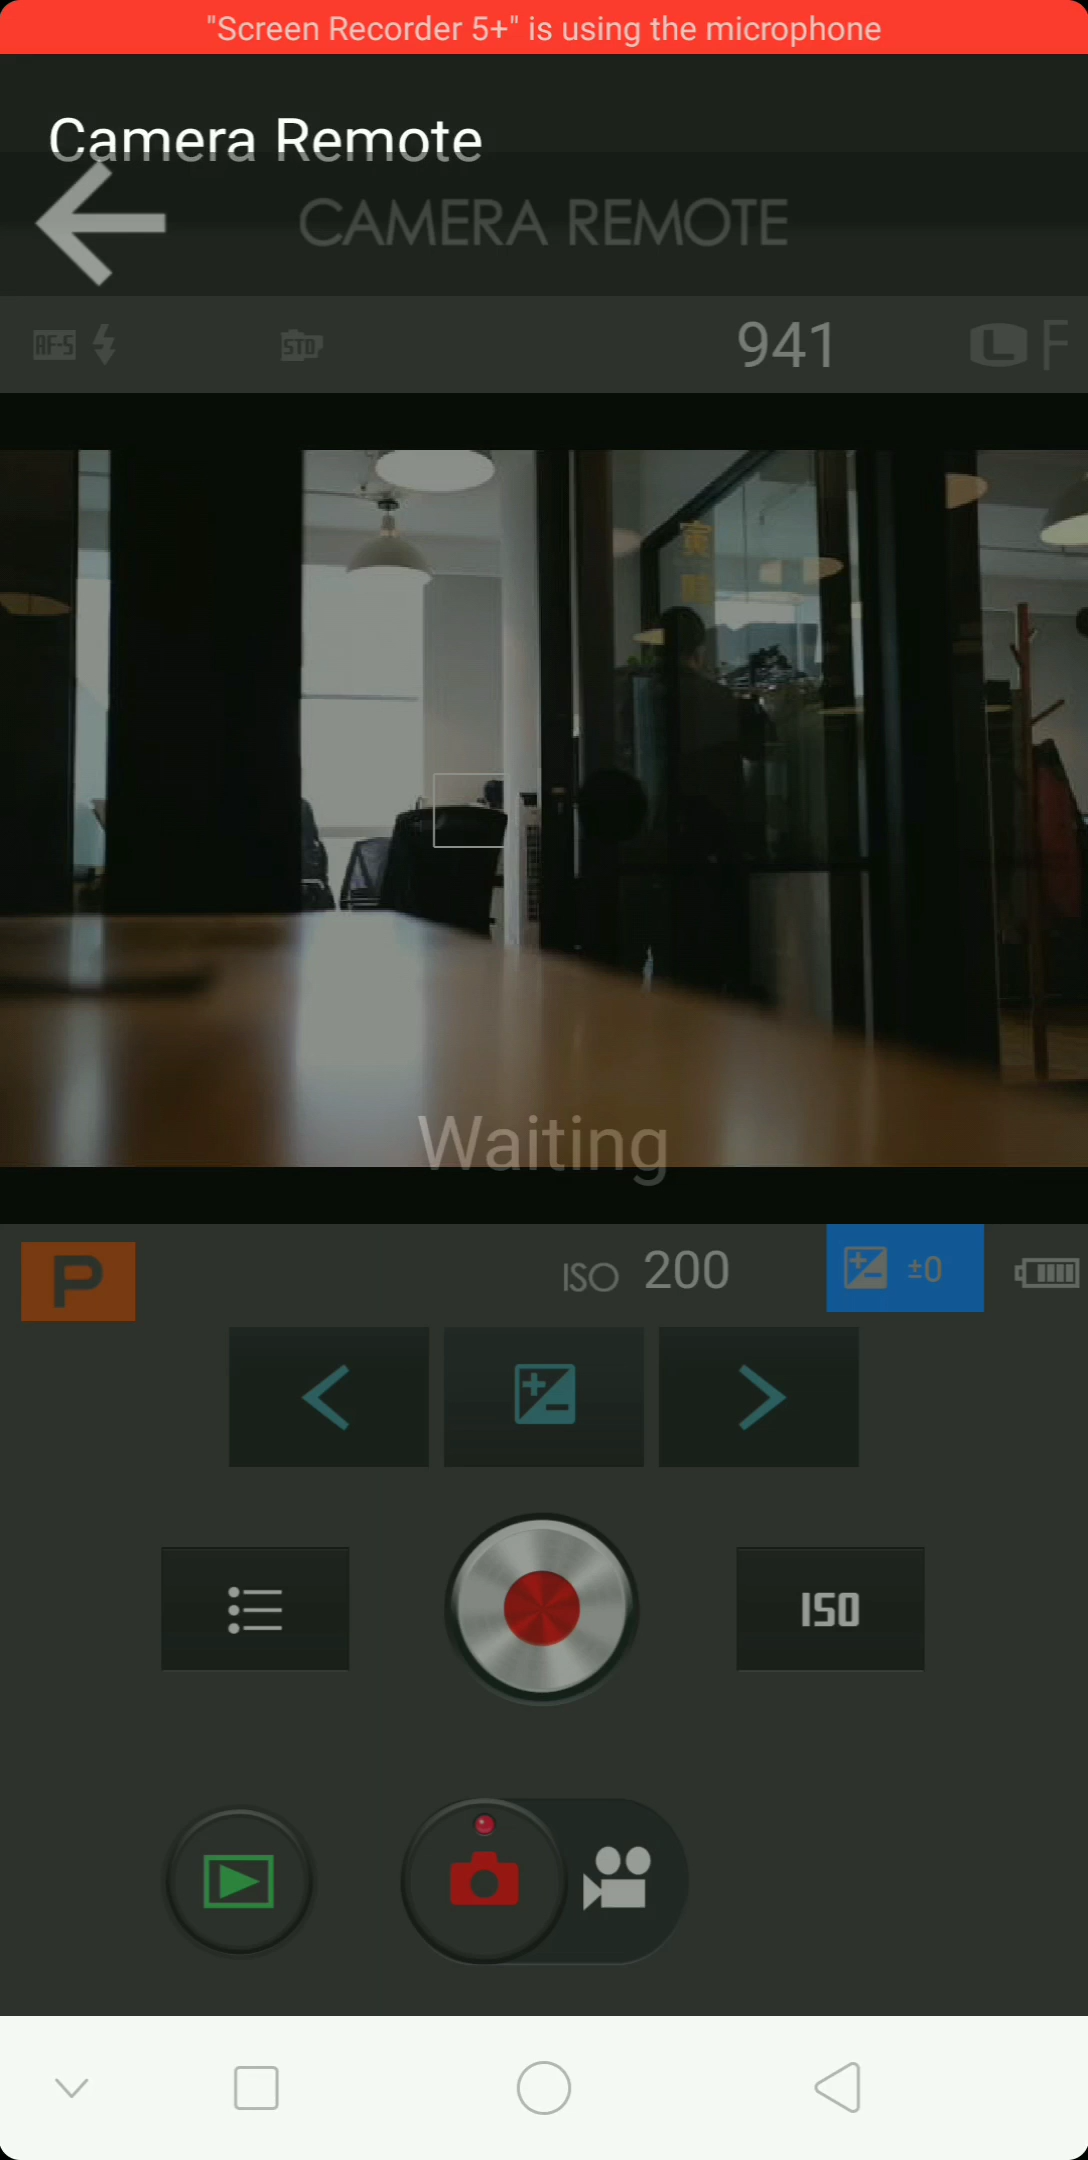 "Screen Recorder 5+" is using the microphone
Camera Remote
CAMERA REMOTE
AF-S
STD
941
L F
Waiting
P
ISO 200
±0
ISO